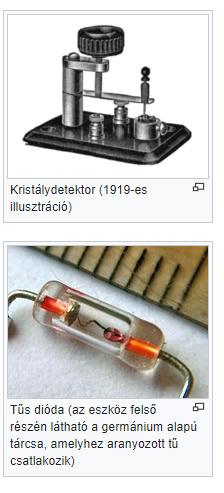 Kristálydetektor (1919-es
illusztráció)
Tűs dióda (az eszköz felső
részén látható a germánium alapú
tárcsa, amelyhez aranyozott tű
csatlakozik)